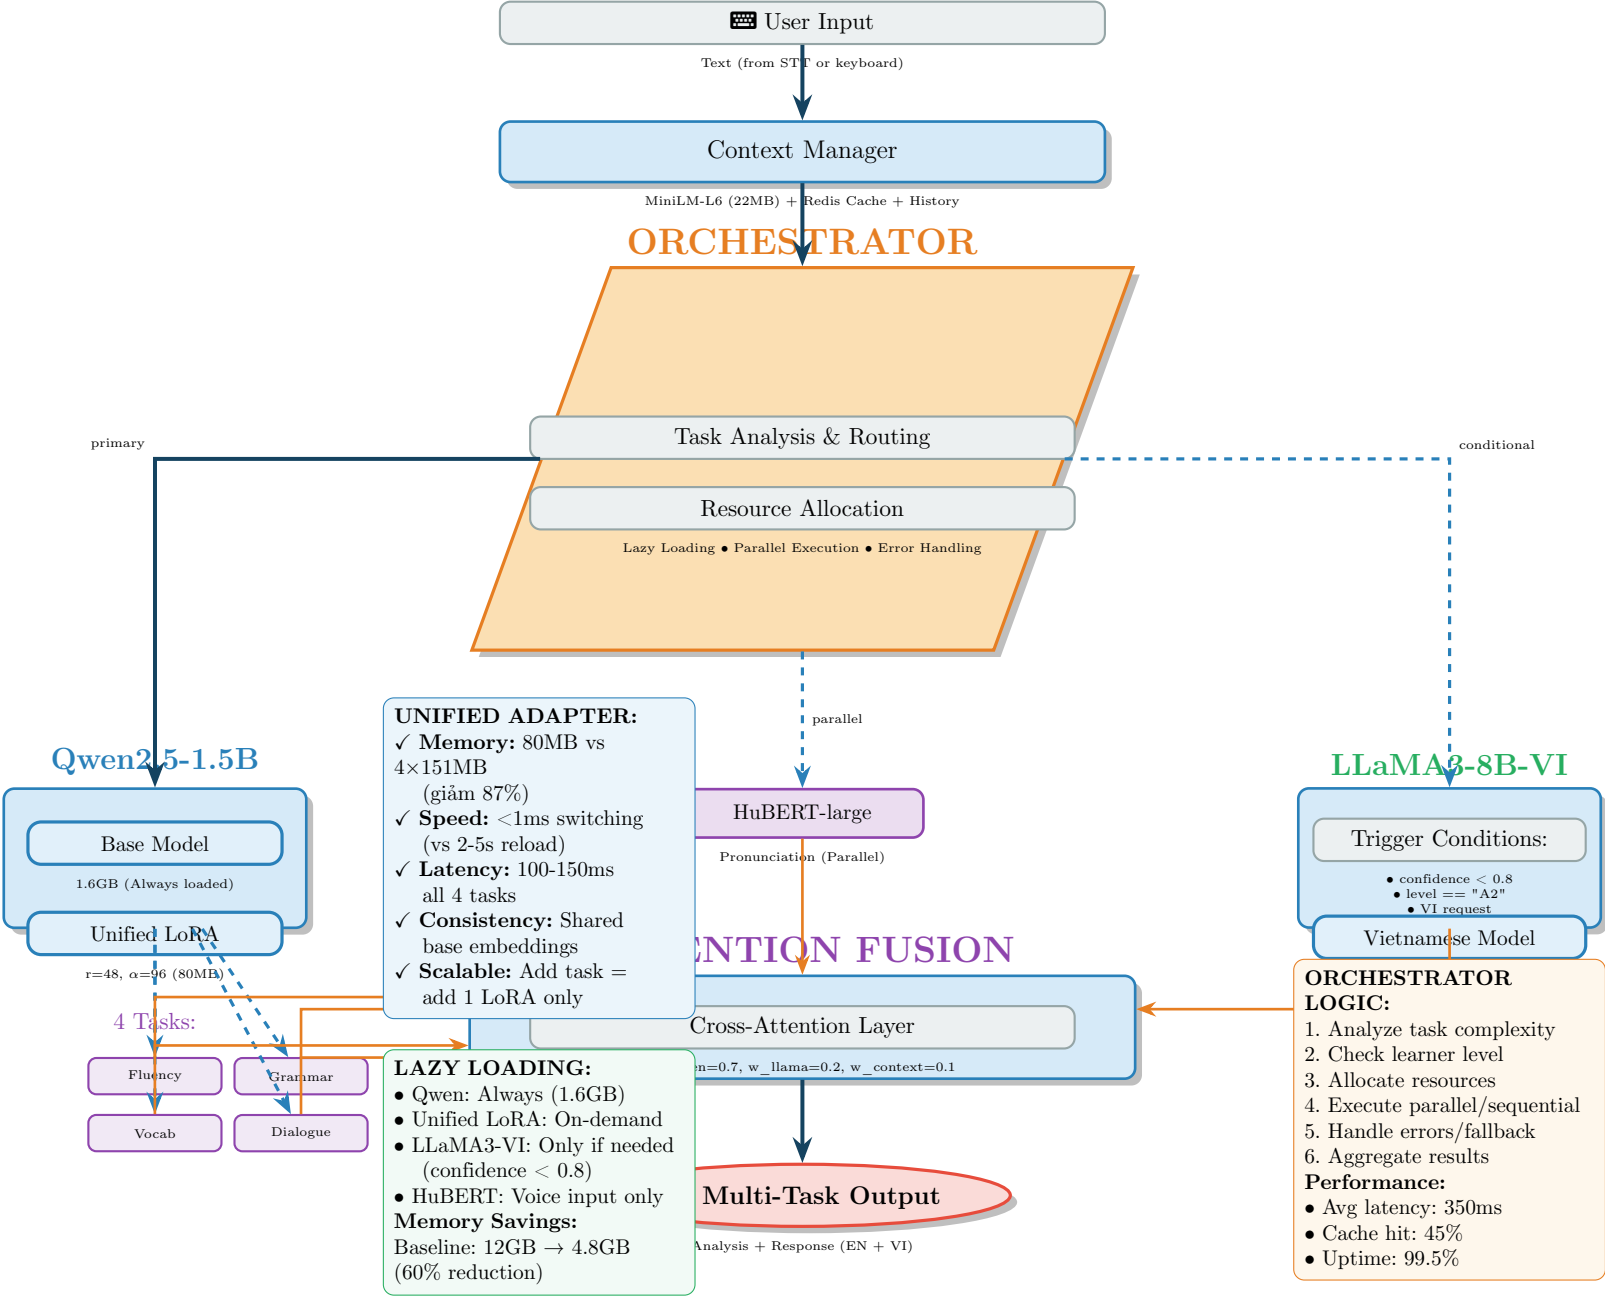 User Input
Text (from STT or keyboard)
Context Manager
MiniLM-L6 (22MB) + Redis Cache + History
ORCHESTRATOR
Task Analysis & Routing
primary
conditional
Resource Allocation
Lazy Loading • Parallel Execution • Error Handling
parallel
Qwen2.5-1.5B
Base Model
1.6GB (Always loaded)
Unified LoRA
r=48, α=96 (80MB)
4 Tasks:
Fluency
Grammar
Vocab
Dialogue
UNIFIED ADAPTER:
✓ Memory: 80MB vs
4×151MB
(giảm 87%)
✓ Speed: <1ms switching
(vs 2-5s reload)
✓ Latency: 100-150ms
all 4 tasks
✓ Consistency: Shared
base embeddings
✓ Scalable: Add task =
add 1 LoRA only
HuBERT-large
Pronunciation (Parallel)
LLaMA3-8B-VI
Trigger Conditions:
• confidence < 0.8
• level == "A2"
• VI request
Vietnamese Model
ENTION FUSION
Cross-Attention Layer
en=0.7, w_llama=0.2, w_context=0.1
LAZY LOADING:
• Qwen: Always (1.6GB)
• Unified LoRA: On-demand
• LLaMA3-VI: Only if needed
(confidence < 0.8)
• HuBERT: Voice input only
Memory Savings:
Baseline: 12GB → 4.8GB
(60% reduction)
Multi-Task Output
Analysis + Response (EN + VI)
ORCHESTRATOR
LOGIC:
1. Analyze task complexity
2. Check learner level
3. Allocate resources
4. Execute parallel/sequential
5. Handle errors/fallback
6. Aggregate results
Performance:
• Avg latency: 350ms
• Cache hit: 45%
• Uptime: 99.5%